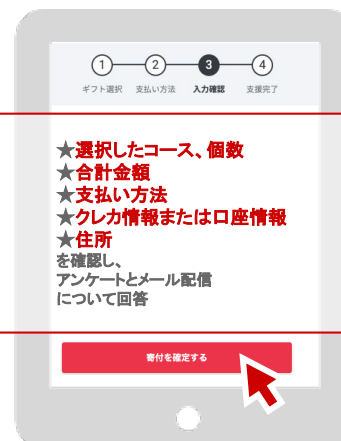 1 2 3 4
ギフト選択 支払い方法 入力確認 支援完了
★選択したコース、個数
★合計金額
★支払い方法
★クレカ情報または口座情報
★住所
を確認し、
アンケートとメール配信
について回答
寄付を確定する